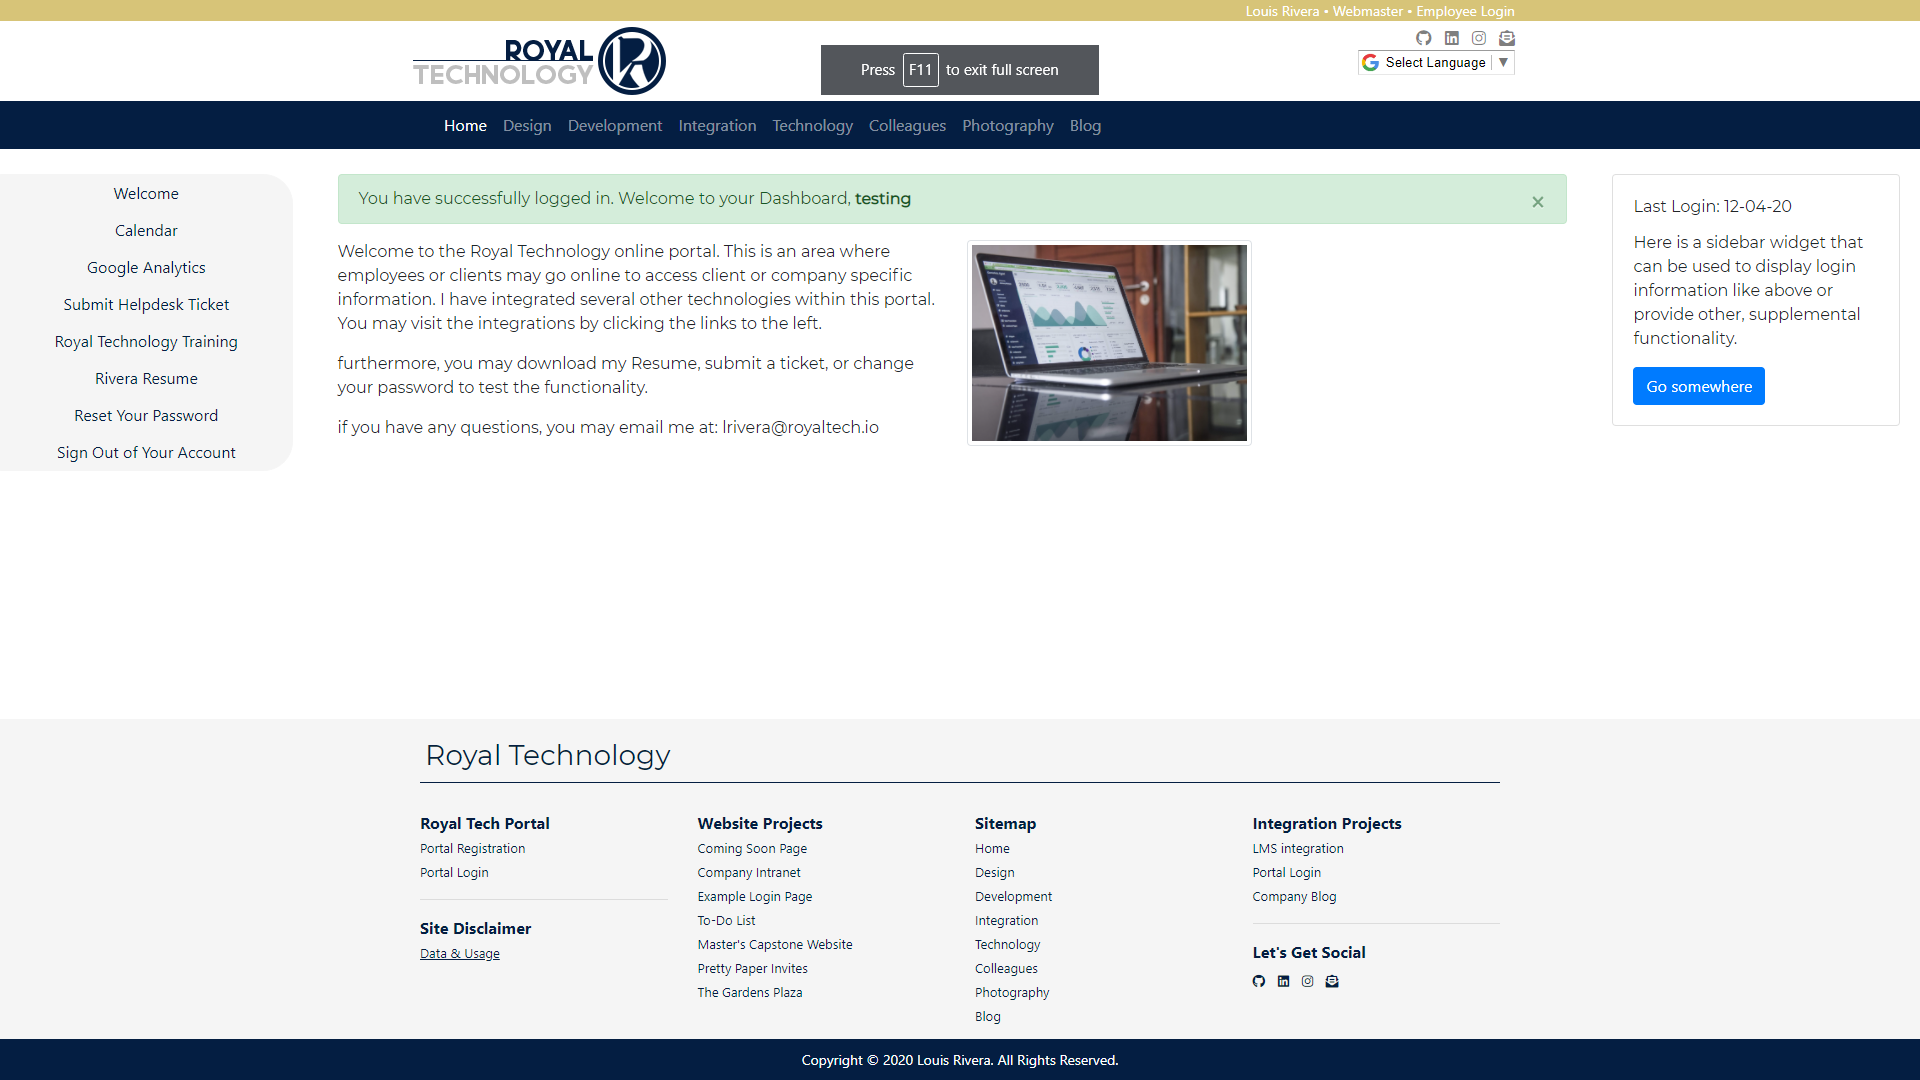 Louis Rivera • Webmaster • Employee Login
ROYAL
TECHNOLOGY
Press F11 to exit full screen
Select Language ▼
Home Design Development Integration Technology Colleagues Photography Blog
Welcome
Calendar
Google Analytics
Submit Helpdesk Ticket
Royal Technology Training
Rivera Resume
Reset Your Password
Sign Out of Your Account
You have successfully logged in. Welcome to your Dashboard, testing ×
Welcome to the Royal Technology online portal. This is an area where
employees or clients may go online to access client or company specific
information. I have integrated several other technologies within this portal.
You may visit the integrations by clicking the links to the left.
furthermore, you may download my Resume, submit a ticket, or change
your password to test the functionality.
if you have any questions, you may email me at: lrivera@royaltech.io
Last Login: 12-04-20
Here is a sidebar widget that
can be used to display login
information like above or
provide other, supplemental
functionality.
Go somewhere
Royal Technology
Royal Tech Portal
Portal Registration
Portal Login
Site Disclaimer
Data & Usage
Website Projects
Coming Soon Page
Company Intranet
Example Login Page
To-Do List
Master's Capstone Website
Pretty Paper Invites
The Gardens Plaza
Sitemap
Home
Design
Development
Integration
Technology
Colleagues
Photography
Blog
Integration Projects
LMS integration
Portal Login
Company Blog
Let's Get Social
Copyright © 2020 Louis Rivera. All Rights Reserved.